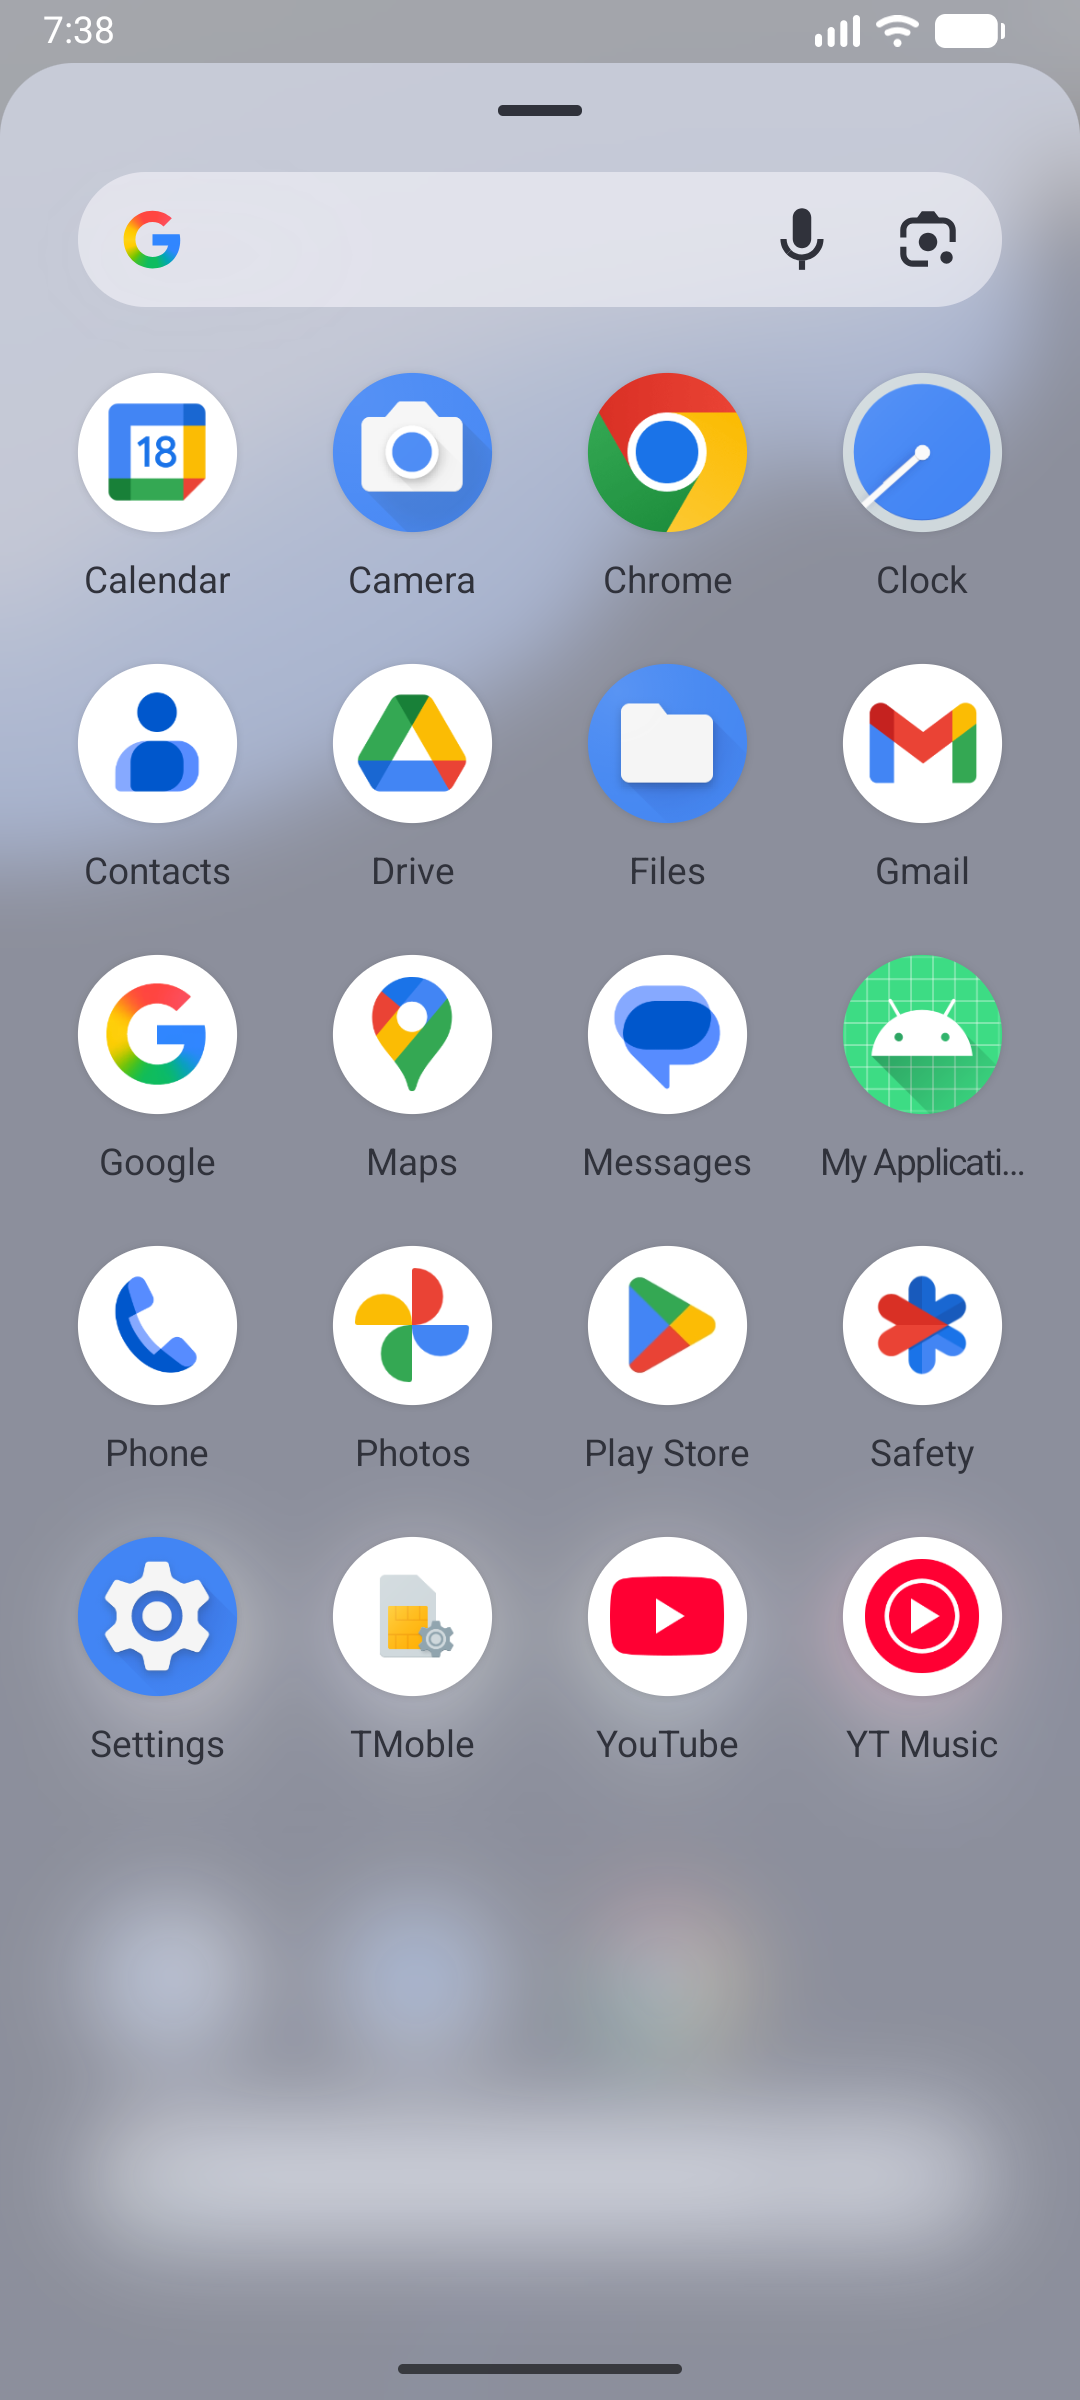 7:38
18
Calendar
Camera
Chrome
Clock
Contacts
Drive
Files
Gmail
Google
Maps
Messages
My Applicati...
Phone
Photos
Play Store
Safety
Settings
TMoble
YouTube
YT Music